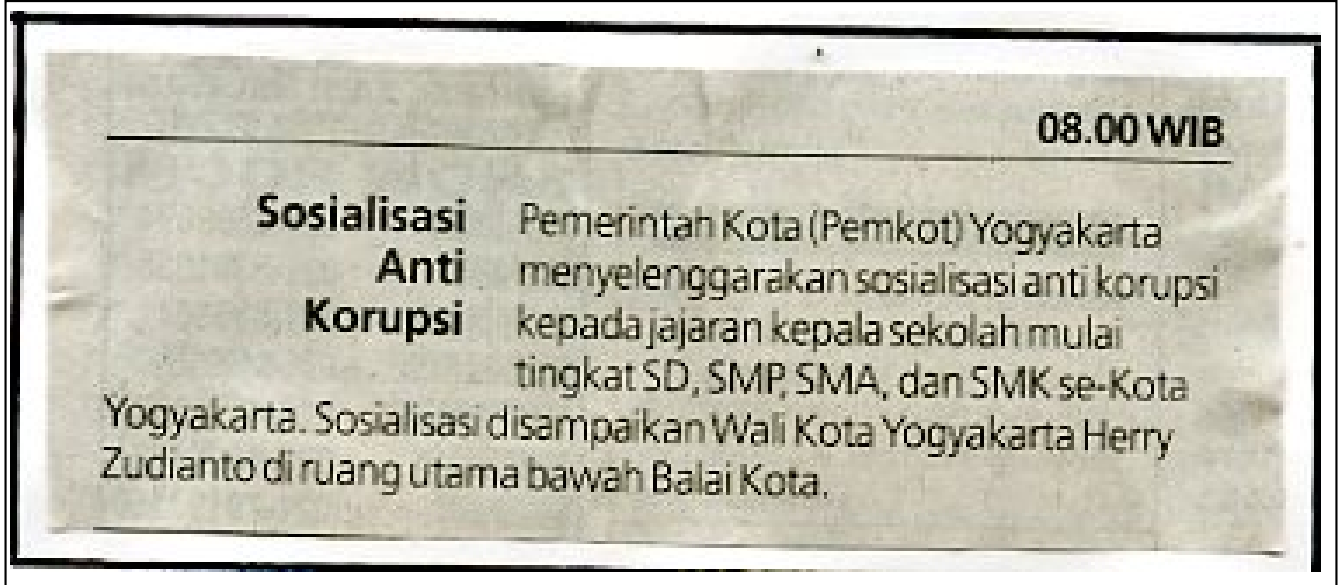 08.00 WIB
Sosialisasi
Anti
Korupsi
Pemerintah Kota (Pemkot) Yogyakarta
menyelenggarakan sosialisasi anti korupsi
kepada jajaran kepala sekolah mulai
tingkat SD, SMP, SMA, dan SMK se-Kota
Yogyakarta. Sosialisasi disampaikan Wali Kota Yogyakarta Herry
Zudianto di ruang utama bawah Balai Kota.